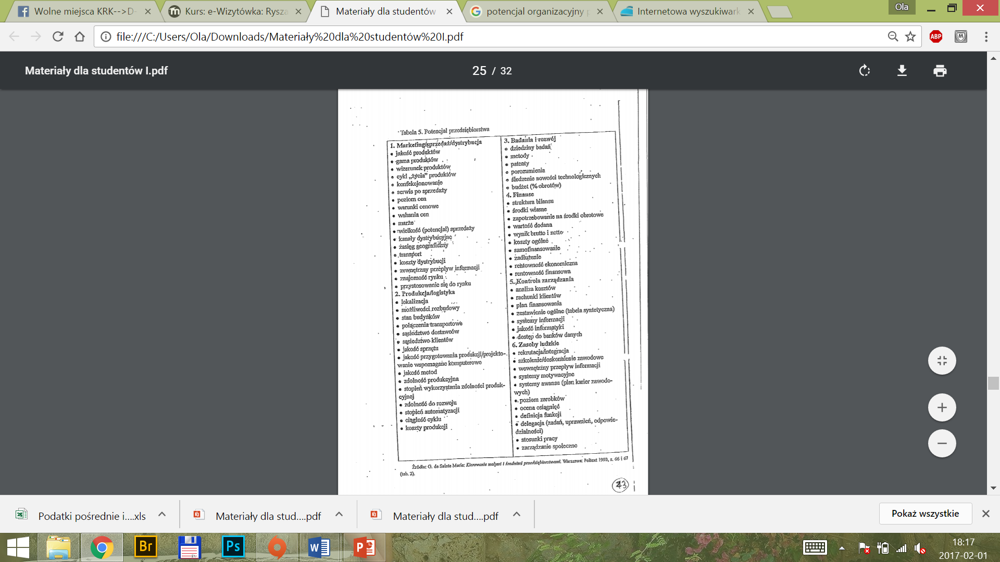 Wolne miejsca KRK-->D-
Kurs: e-Wizytówka: Rysza
Materiały dla studentów
potencjal organizacyjny p
Internetowa wyszukiwark
Ola
file:///C:/Users/Ola/Downloads/Materiały%20dla%20studentów%20I.pdf
ABP
Materiały dla studentów I.pdf
25 / 32
Tabela 5. Potencjał przedsiębiorstwa
1. Marketing/sprzedaż/dystrybucja
• jakość produktów
• gama produktów
• wizerunek produktów
• cykl „życia” produktów
• konfekcjonowanie
• serwis po sprzedaży
• poziom cen
• warunki cenowe
• wahania cen
• marże
• wielkość (potencjał) sprzedaży
• kanały dystrybucyjne
• zasięg geograficzny
• transport
• koszty dystrybucji
• zewnętrzny przepływ informacji
• znajomość rynku
• przystosowanie się do rynku
2. Produkcja/logistyka
• lokalizacja
• możliwości rozbudowy
• stan budynków
• połączenia transportowe
• sąsiedztwo dostawców
• sąsiedztwo klientów
• jakość sprzętu
• jakość przygotowania produkcji/projekto-
wanie wspomagane komputerowo
• jakość metod
• zdolność produkcyjna
• stopień wykorzystania zdolności produk-
cyjnej
• zdolność do rozwoju
• stopień automatyzacji
• ciągłość cyklu
• koszty produkcji
3. Badania i rozwój
• dziedziny badań
• metody
• patenty
• porozumienia
• śledzenie nowości technologicznych
• budżet (% obrotów)
4. Finanse
• struktura bilansu
• środki własne
• zapotrzebowanie na środki obrotowe
• wartość dodana
• wynik brutto i netto
• koszty ogólne
• samofinansowanie
• zadłużenie
• rentowność ekonomiczna
• rentowność finansowa
5. Kontrola zarządzania
• analiza kosztów
• rachunki klientów
• plan finansowania
• zestawienie ogólne (tabela syntetyczna)
• systemy informacji
• jakość informatyki
• dostęp do banków danych
6. Zasoby ludzkie
• rekrutacja/integracja
• szkolenie/doskonalenie zawodowe
• wewnętrzny przepływ informacji
• systemy motywacyjne
• systemy awansu (plan karier zawodo-
wych)
• poziom zarobków
• ocena osiągnięć
• definicja funkcji
• delegacja (zadań, uprawnień, odpowie-
dzialności)
• stosunki pracy
• zarządzanie społeczne
Źródło: G. de Sainte Marie: Kierowanie małymi i średnimi przedsiębiorstwami. Warszawa: Poltext 1993, s. 66 i 67
(tab. 2).
Podatki pośrednie i....xls
Materiały dla stud....pdf
Materiały dla stud....pdf
Pokaż wszystkie
Br
64
Ps
W
P
18:17
2017-02-01